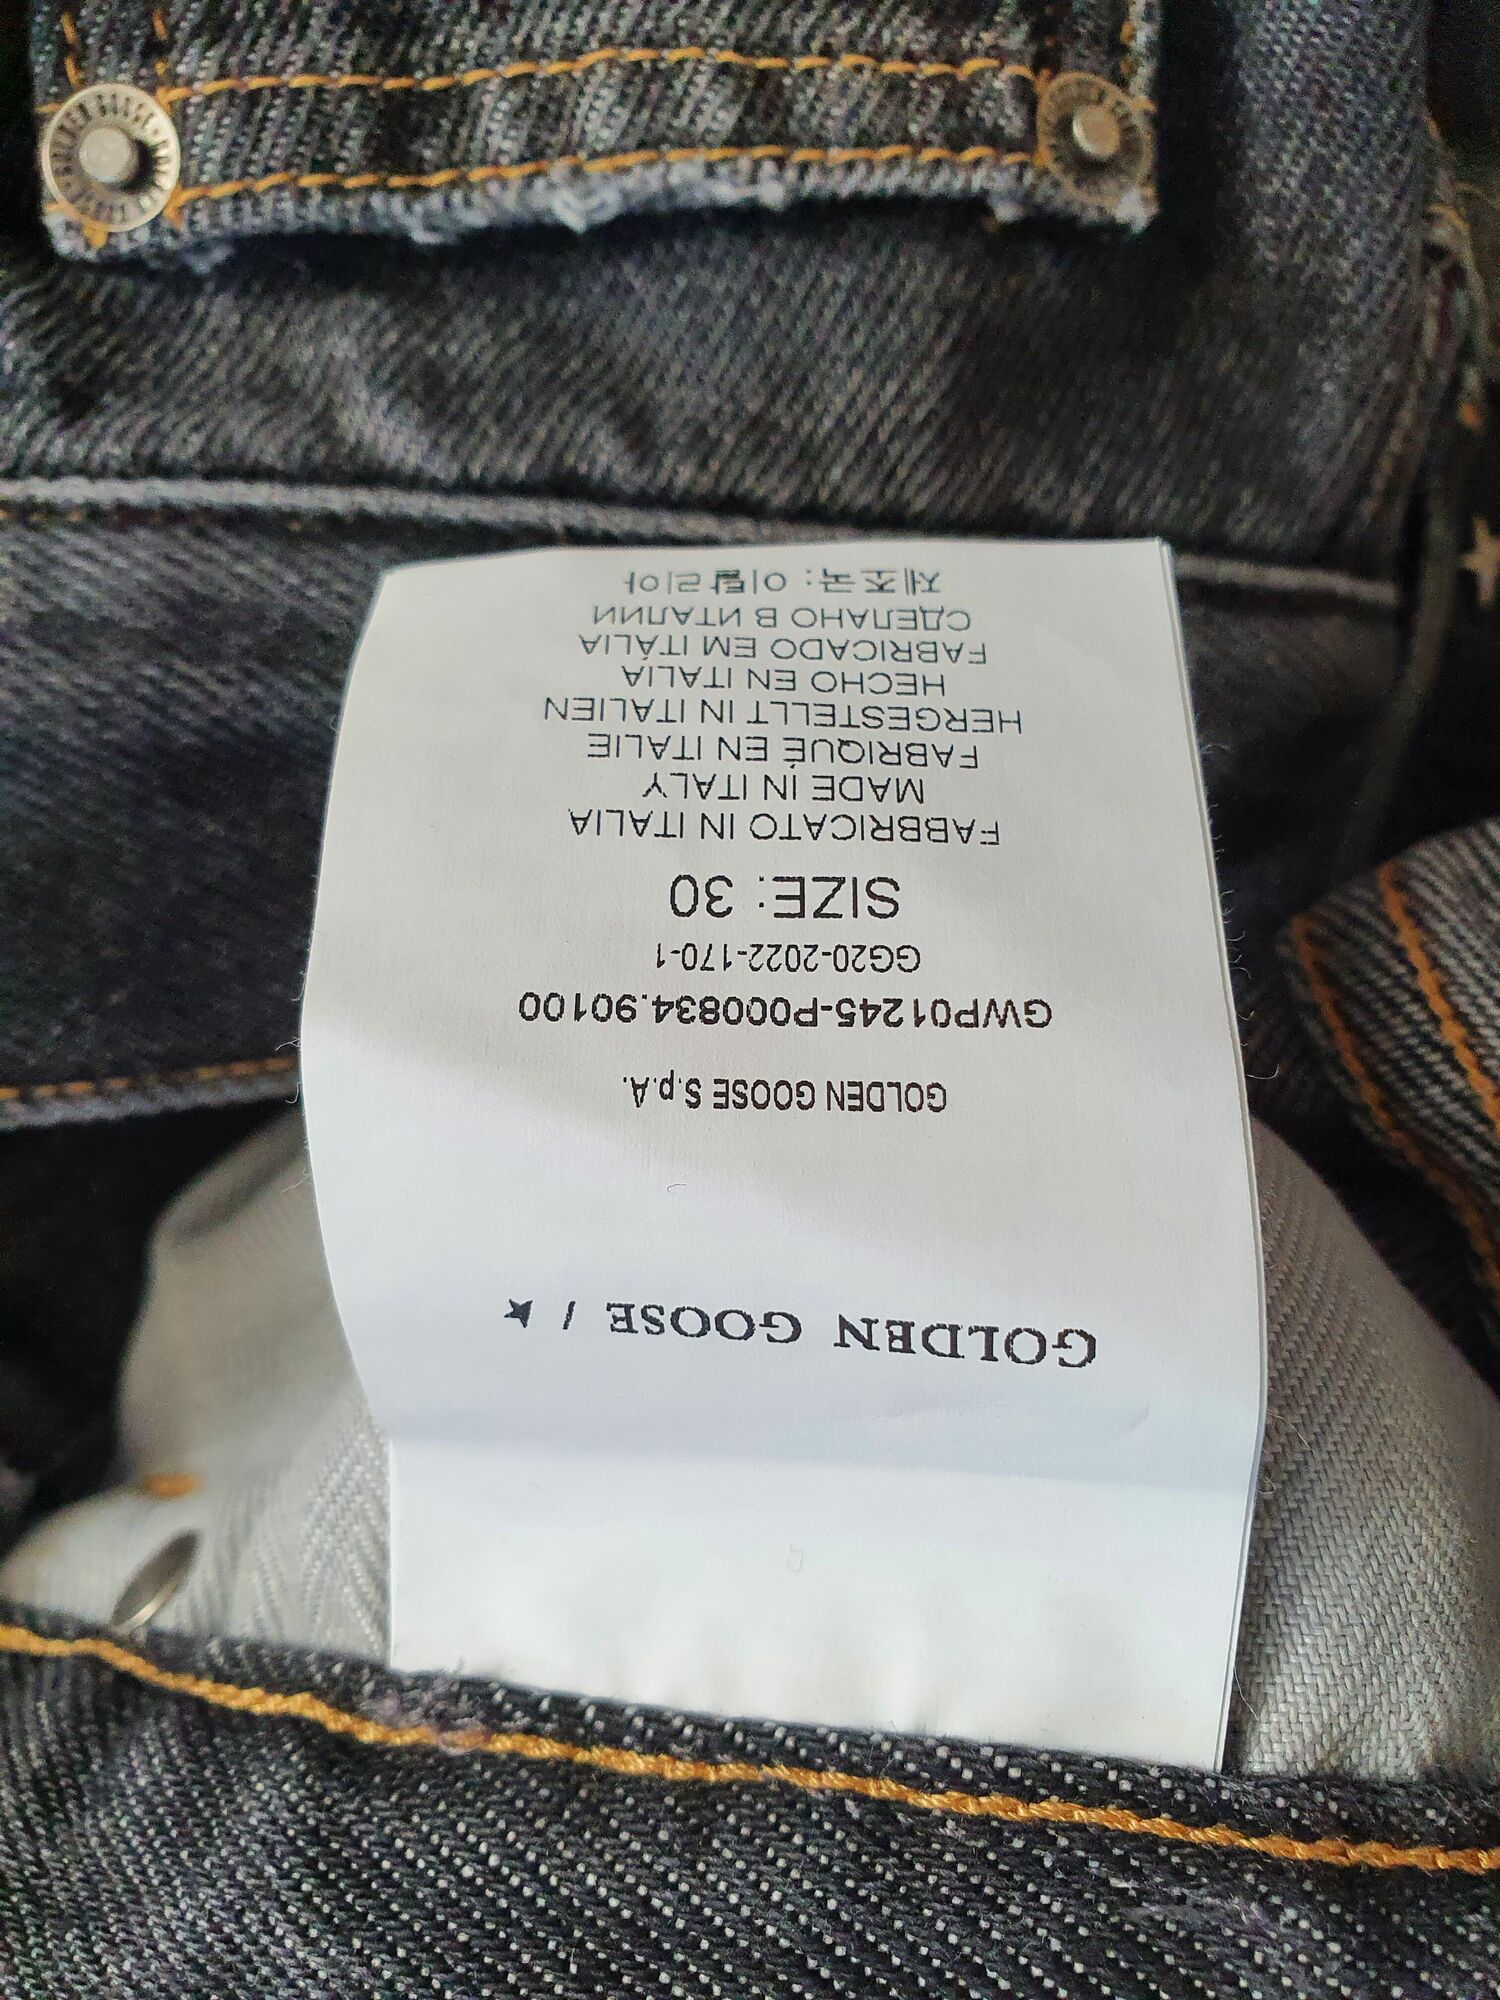 GOLDEN GOOSE / ★
GOLDEN GOOSE S.p.A.
GWP01245-P000834.90100
GG20-2022-170-1
SIZE: 30
FABBRICATO IN ITALIA
MADE IN ITALY
FABRIQUÉ EN ITALIE
HERGESTELLT IN ITALIEN
HECHO EN ITALIA
FABRICADO EM ITÁLIA
СДЕЛАНО В ИТАЛИИ
제조국: 이탈리아